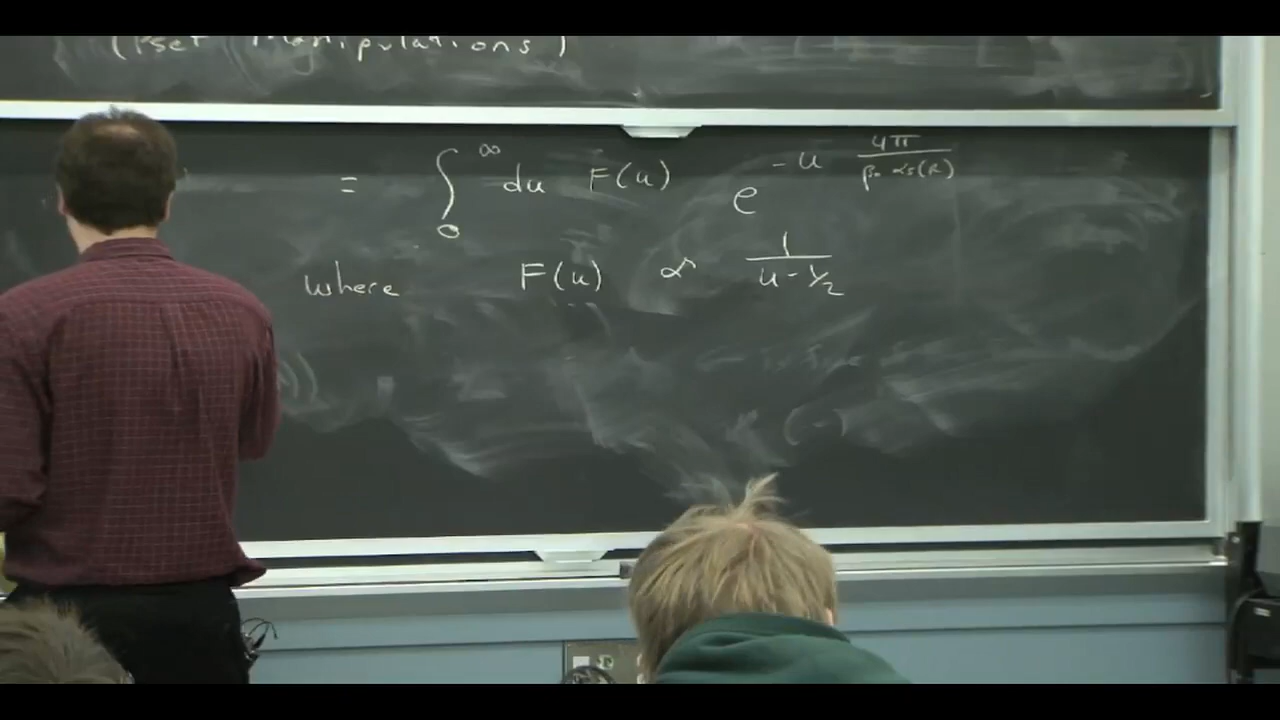 (Pset Manipulations)
= ∫₀^∞ du F(u) e^{-u 4π/(β₀ αs(R))}
where F(u) ∝ 1/(u-1/2)